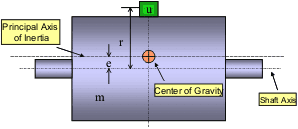 u
Principal Axis
of Inertia
r
e
m
Center of Gravity
Shaft Axis